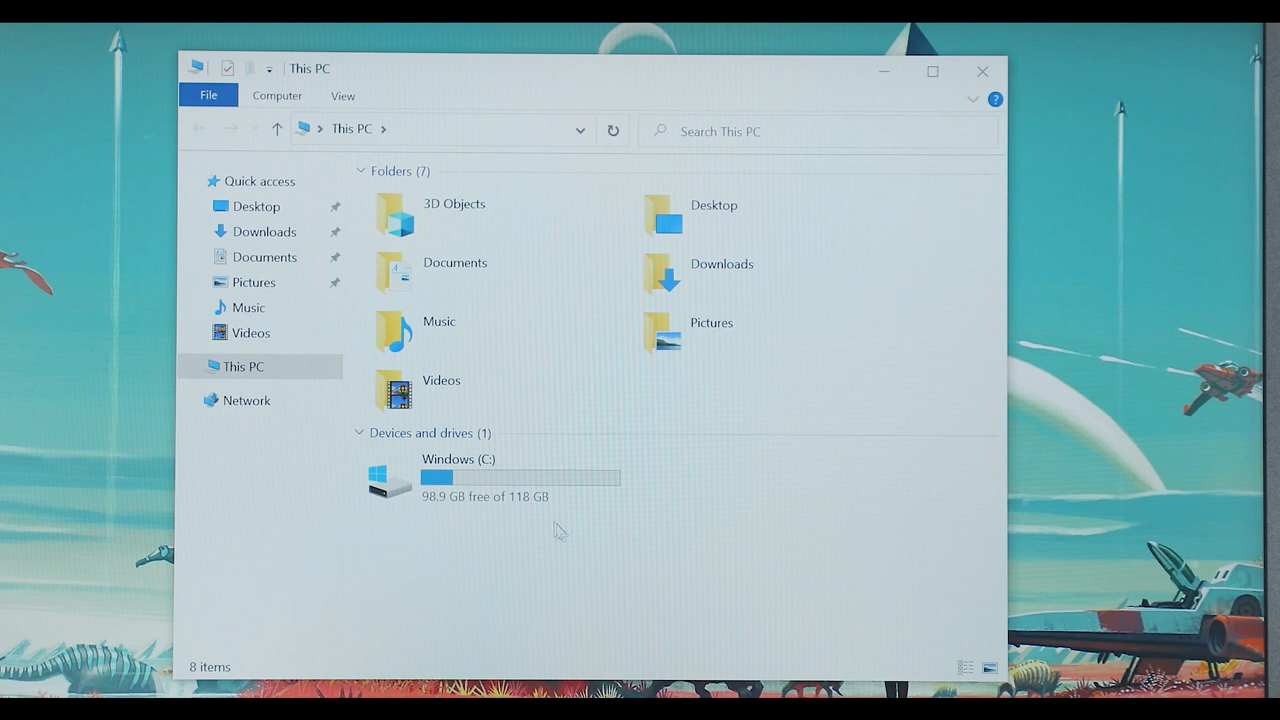 This PC
File
Computer
View
This PC
Search This PC
Quick access
Desktop
Downloads
Documents
Pictures
Music
Videos
This PC
Network
Folders (7)
3D Objects
Desktop
Documents
Downloads
Music
Pictures
Videos
Devices and drives (1)
Windows (C:)
98.9 GB free of 118 GB
8 items